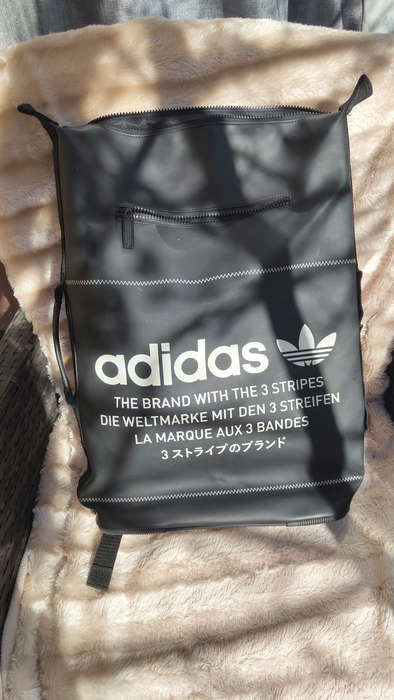 adidas
THE BRAND WITH THE 3 STRIPES
DIE WELTMARKE MIT DEN 3 STREIFEN
LA MARQUE AUX 3 BANDES
3 ストライプのブランド